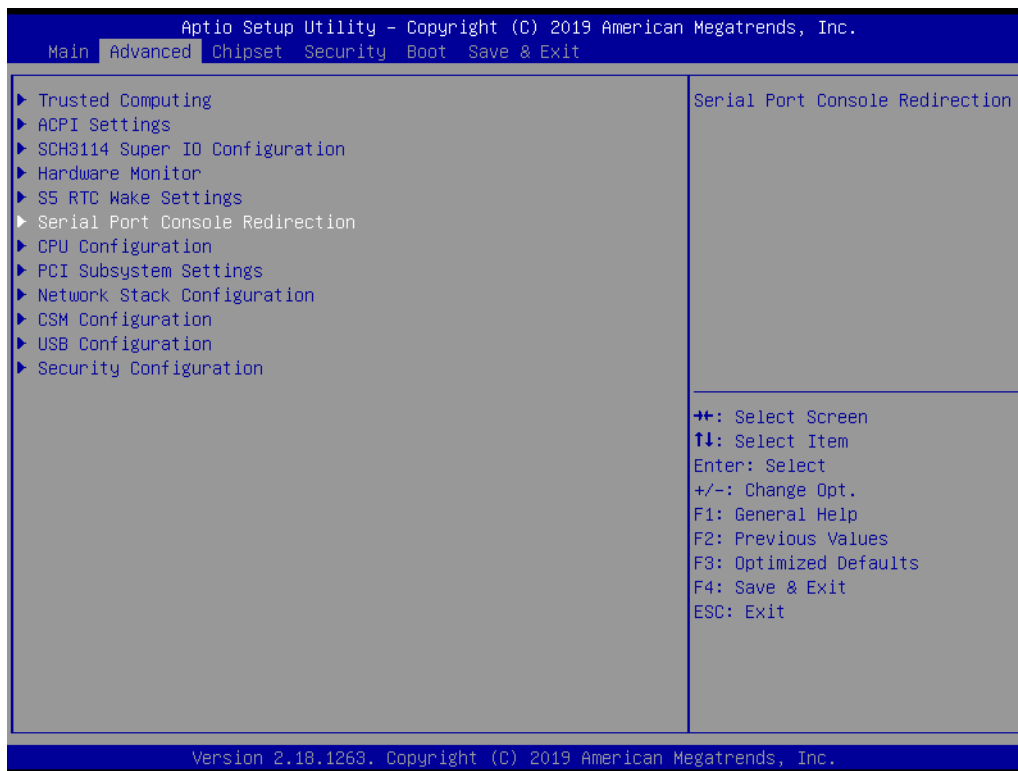 Aptio Setup Utility – Copyright (C) 2019 American Megatrends, Inc.
Main Advanced Chipset Security Boot Save & Exit
▶ Trusted Computing
▶ ACPI Settings
▶ SCH3114 Super IO Configuration
▶ Hardware Monitor
▶ S5 RTC Wake Settings
▶ Serial Port Console Redirection
▶ CPU Configuration
▶ PCI Subsystem Settings
▶ Network Stack Configuration
▶ CSM Configuration
▶ USB Configuration
▶ Security Configuration
Serial Port Console Redirection
→←: Select Screen
↑↓: Select Item
Enter: Select
+/-: Change Opt.
F1: General Help
F2: Previous Values
F3: Optimized Defaults
F4: Save & Exit
ESC: Exit
Version 2.18.1263. Copyright (C) 2019 American Megatrends, Inc.